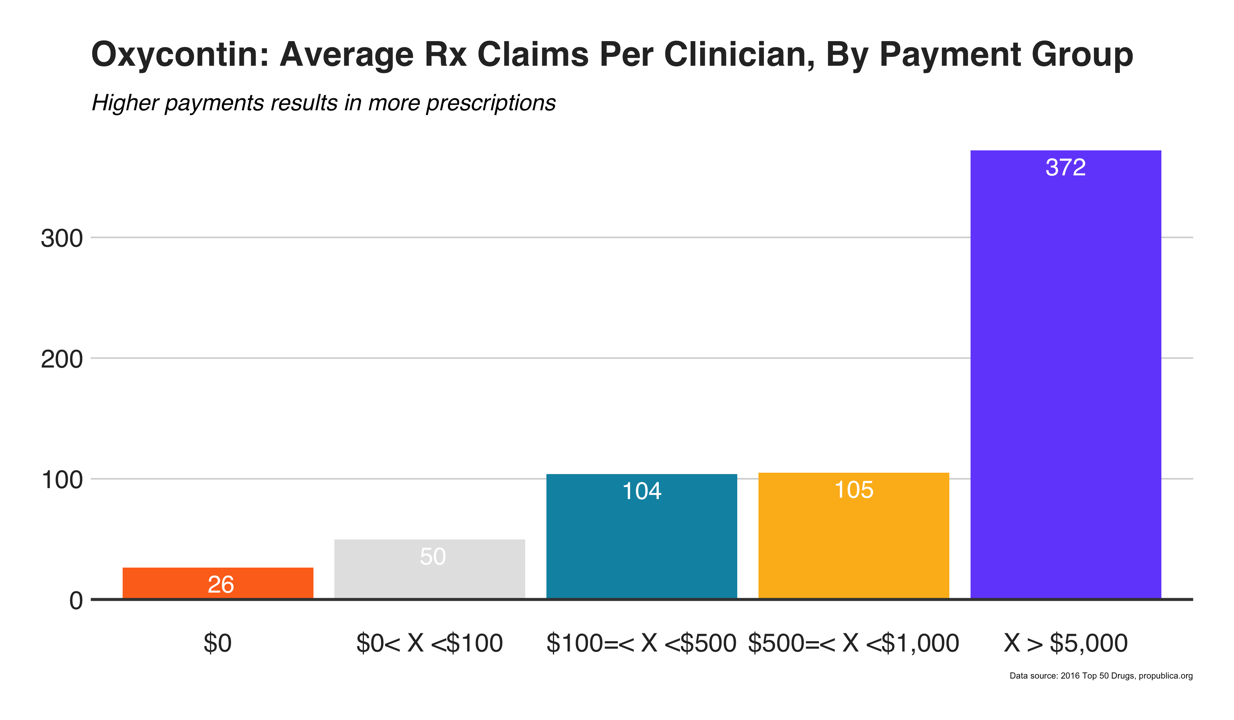 Oxycontin: Average Rx Claims Per Clinician, By Payment Group
Higher payments results in more prescriptions
372
300
200
100
104
105
50
26
0
$0
$0< X <$100
$100=< X <$500
$500=< X <$1,000
X > $5,000
Data source: 2016 Top 50 Drugs, propublica.org